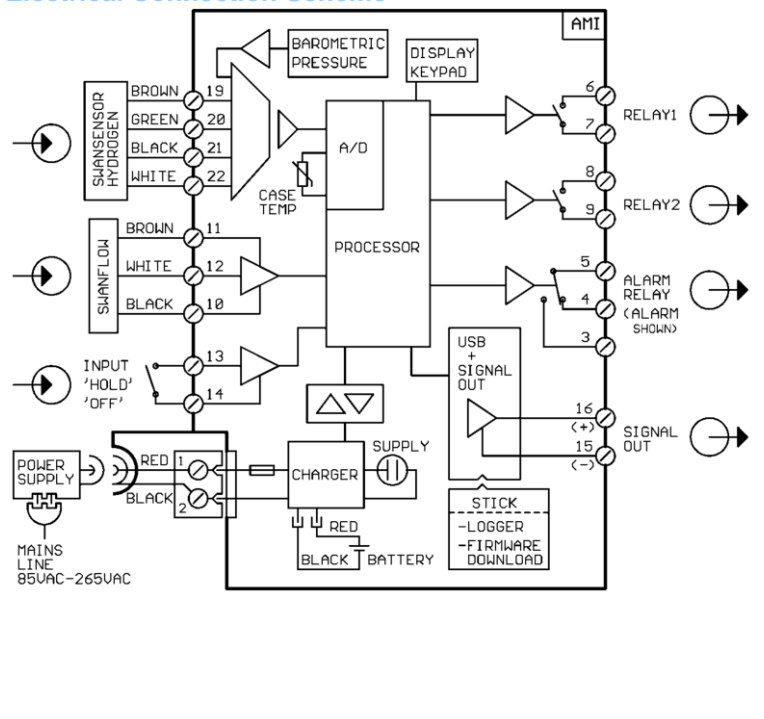 AMI
BAROMETRIC
PRESSURE
DISPLAY
KEYPAD
SWANSENSOR
HYDROGEN
BROWN 19
GREEN 20
BLACK 21
WHITE 22
A/D
CASE
TEMP
PROCESSOR
6
7
RELAY1
8
9
RELAY2
SWANFLOW
BROWN 11
WHITE 12
BLACK 10
5
4
3
ALARM
RELAY
(ALARM
SHOWN)
INPUT
'HOLD'
'OFF'
13
14
USB
+
SIGNAL
OUT
16
(+)
15
(-)
SIGNAL
OUT
POWER
SUPPLY
RED 1
BLACK 2
CHARGER
SUPPLY
RED
BLACK
BATTERY
STICK
-LOGGER
-FIRMWARE
DOWNLOAD
MAINS
LINE
85VAC-265VAC